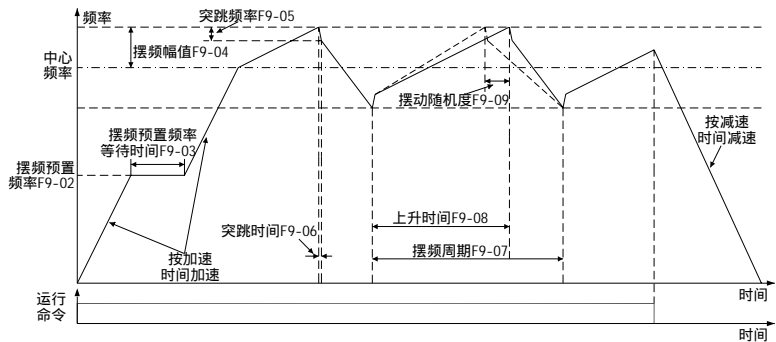 频率
突跳频率F9-05
摆频幅值F9-04
中心
频率
摆动随机度F9-09
摆频预置频率
等待时间F9-03
按减速
时间减速
摆频预置
频率F9-02
上升时间F9-08
突跳时间F9-06
摆频周期F9-07
按加速
时间加速
时间
运行
命令
时间